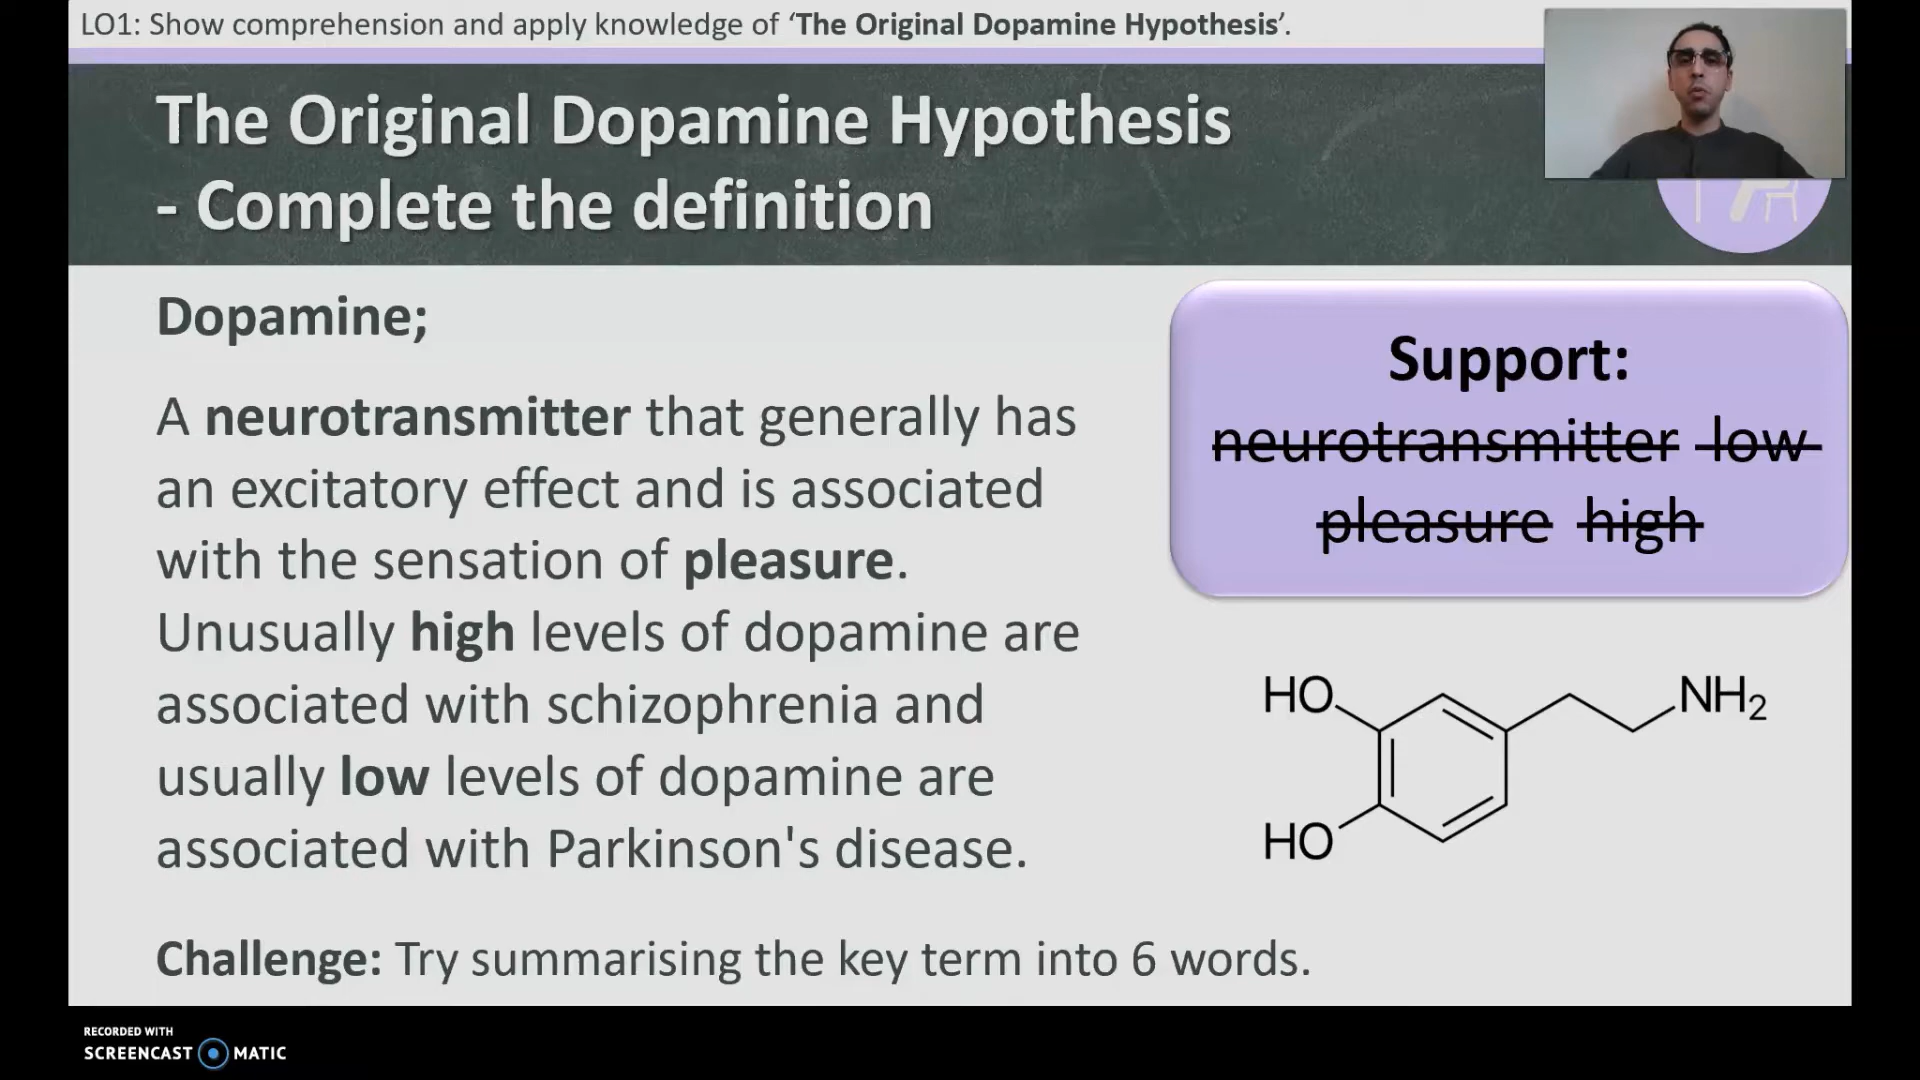 LO1: Show comprehension and apply knowledge of ‘The Original Dopamine Hypothesis’.
The Original Dopamine Hypothesis
- Complete the definition
Dopamine;
A neurotransmitter that generally has
an excitatory effect and is associated
with the sensation of pleasure.
Unusually high levels of dopamine are
associated with schizophrenia and
usually low levels of dopamine are
associated with Parkinson's disease.
Challenge: Try summarising the key term into 6 words.
Support:
neurotransmitter low
pleasure high
HO
NH₂
HO
RECORDED WITH
SCREENCAST MATIC